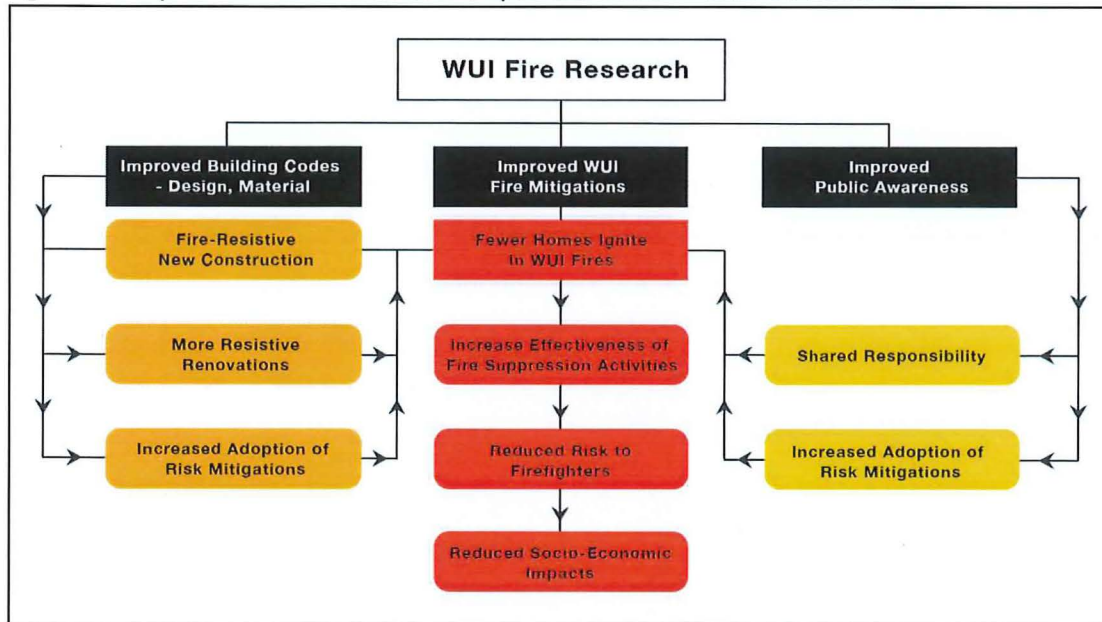 WUI Fire Research
Improved Building Codes
- Design, Material
Improved WUI
Fire Mitigations
Improved
Public Awareness
Fire-Resistive
New Construction
Fewer Homes Ignite
In WUI Fires
More Resistive
Renovations
Increase Effectiveness of
Fire Suppression Activities
Shared Responsibility
Increased Adoption of
Risk Mitigations
Reduced Risk to
Firefighters
Increased Adoption of
Risk Mitigations
Reduced Socio-Economic
Impacts